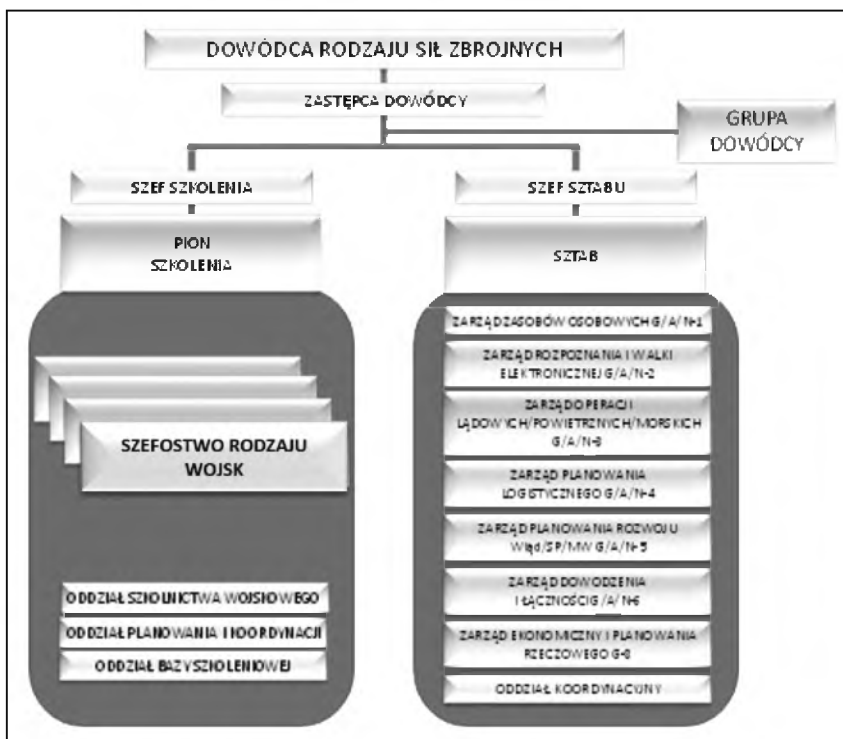 DOWÓDCA RODZAJU SIŁ ZBROJNYCH
ZASTĘPCA DOWÓDCY
GRUPA
DOWÓDCY
SZEF SZKOLENIA
SZEF SZTABU
PION
SZKOLENIA
SZTAB
SZEFOSTWO RODZAJU
WOJSK
ODDZIAŁ SZKOLNICTWA WOJSKOWEGO
ODDZIAŁ PLANOWANIA I KOORDYNACJI
ODDZIAŁ BAZY SZKOLENIOWEJ
ZARZĄD ZASOBÓW OSOBOWYCH G/A/N-1
ZARZĄD ROZPOZNANIA I WALKI
ELEKTRONICZNEJ G/A/N-2
ZARZĄD OPERACJI
LĄDOWYCH/POWIETRZNYCH/MORSKICH
G/A/N-3
ZARZĄD PLANOWANIA
LOGISTYCZNEGO G/A/N-4
ZARZĄD PLANOWANIA ROZWOJU
WLąd/SP/MW G/A/N-5
ZARZĄD DOWODZENIA
I ŁĄCZNOŚCI G/A/N-6
ZARZĄD EKONOMICZNY I PLANOWANIA
RZECZOWEGO G-8
ODDZIAŁ KOORDYNACYJNY